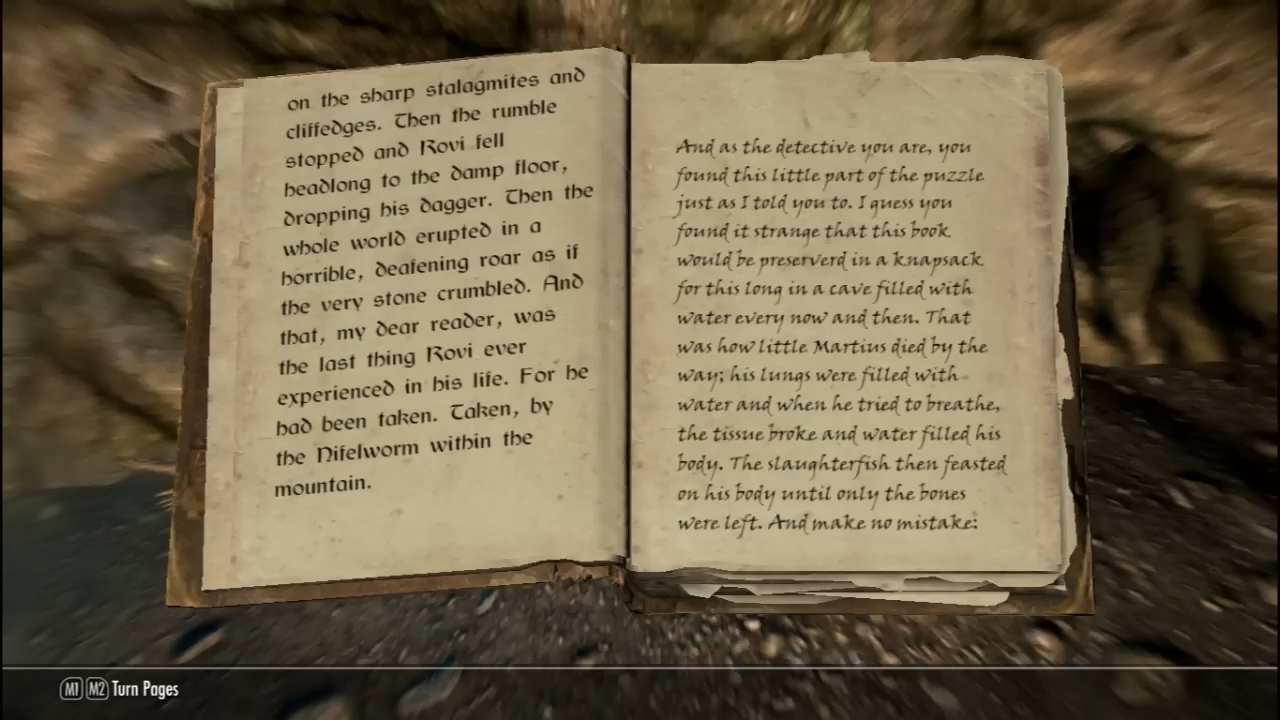 on the sharp stalagmites and
cliffedges. Then the rumble
stopped and Rovi fell
headlong to the damp floor,
dropping his dagger. Then the
whole world erupted in a
horrible, deafening roar as if
the very stone crumbled. And
that, my dear reader, was
the last thing Rovi ever
experienced in his life. For he
had been taken. Taken, by
the Nifelworm within the
mountain.
And as the detective you are, you
found this little part of the puzzle
just as I told you to. I guess you
found it strange that this book
would be preserverd in a knapsack
for this long in a cave filled with
water every now and then. That
was how little Martius died by the
way; his lungs were filled with
water and when he tried to breathe,
the tissue broke and water filled his
body. The slaughterfish then feasted
on his body until only the bones
were left. And make no mistake:
M1 M2 Turn Pages